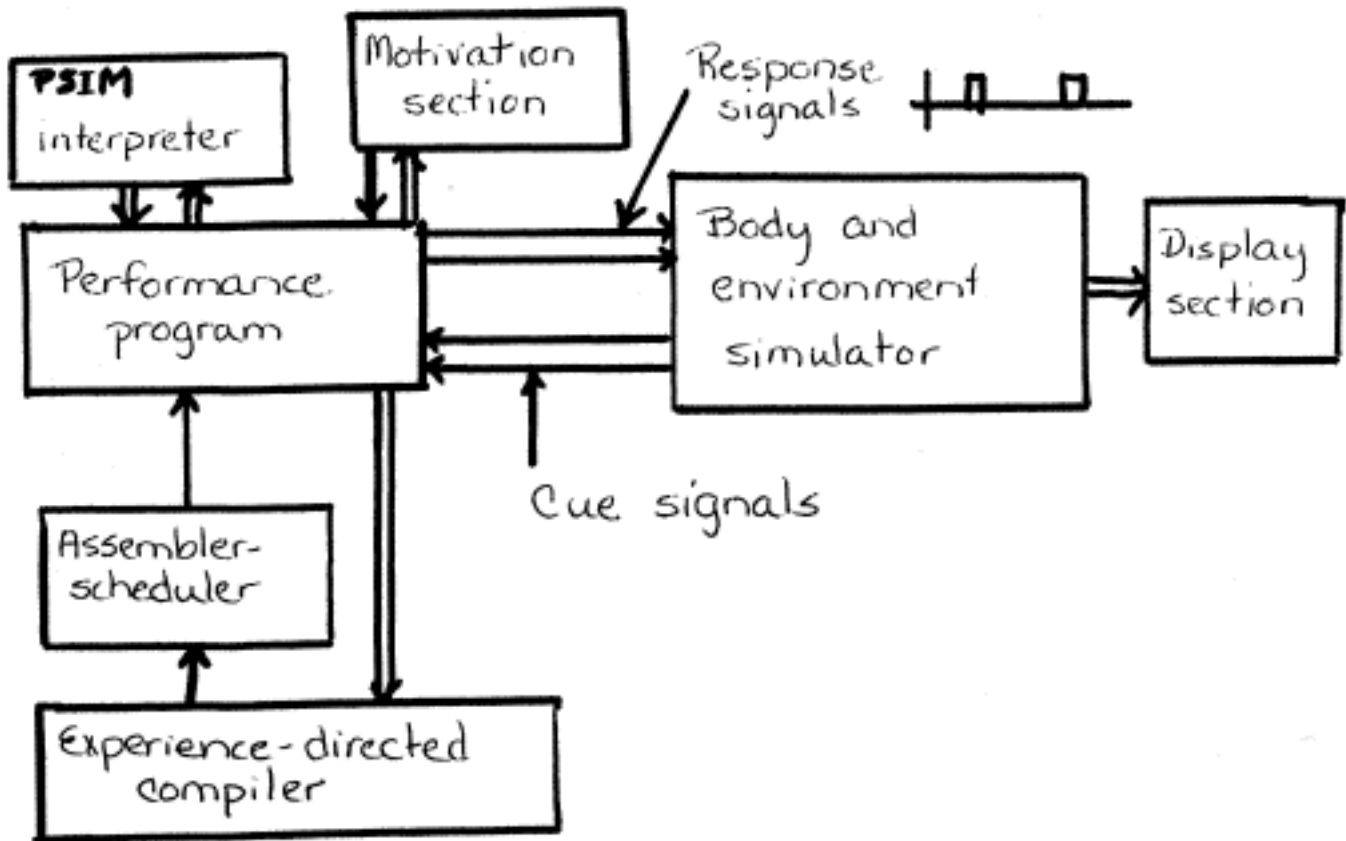 PSIM
interpreter
Motivation
section
Response
signals
Performance
program
Body and
environment
simulator
Display
section
Cue signals
Assembler-
scheduler
Experience-directed
compiler